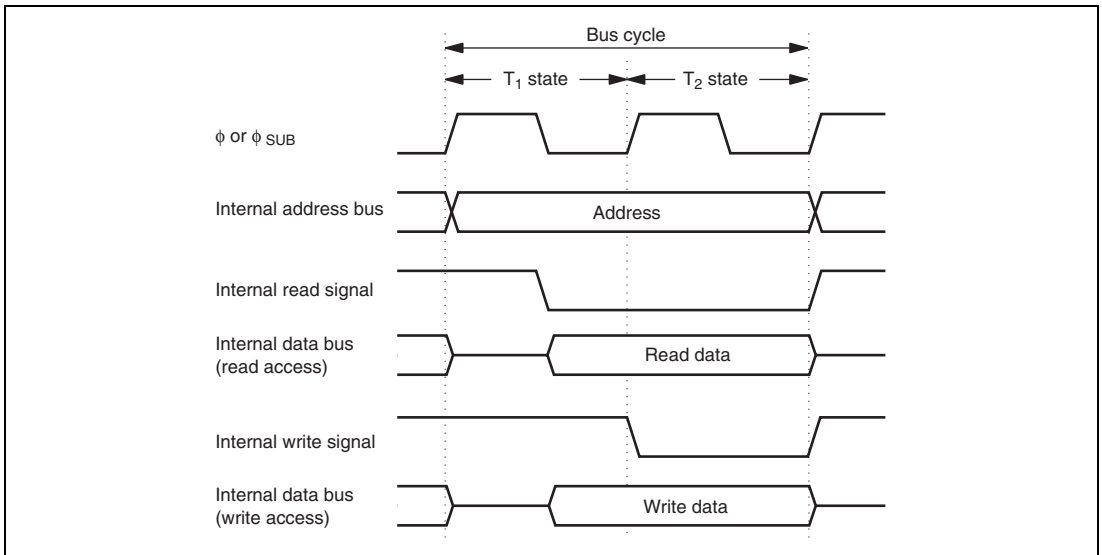 Bus cycle
T1 state
T2 state
ϕ or ϕ SUB
Internal address bus
Address
Internal read signal
Internal data bus
(read access)
Read data
Internal write signal
Internal data bus
(write access)
Write data